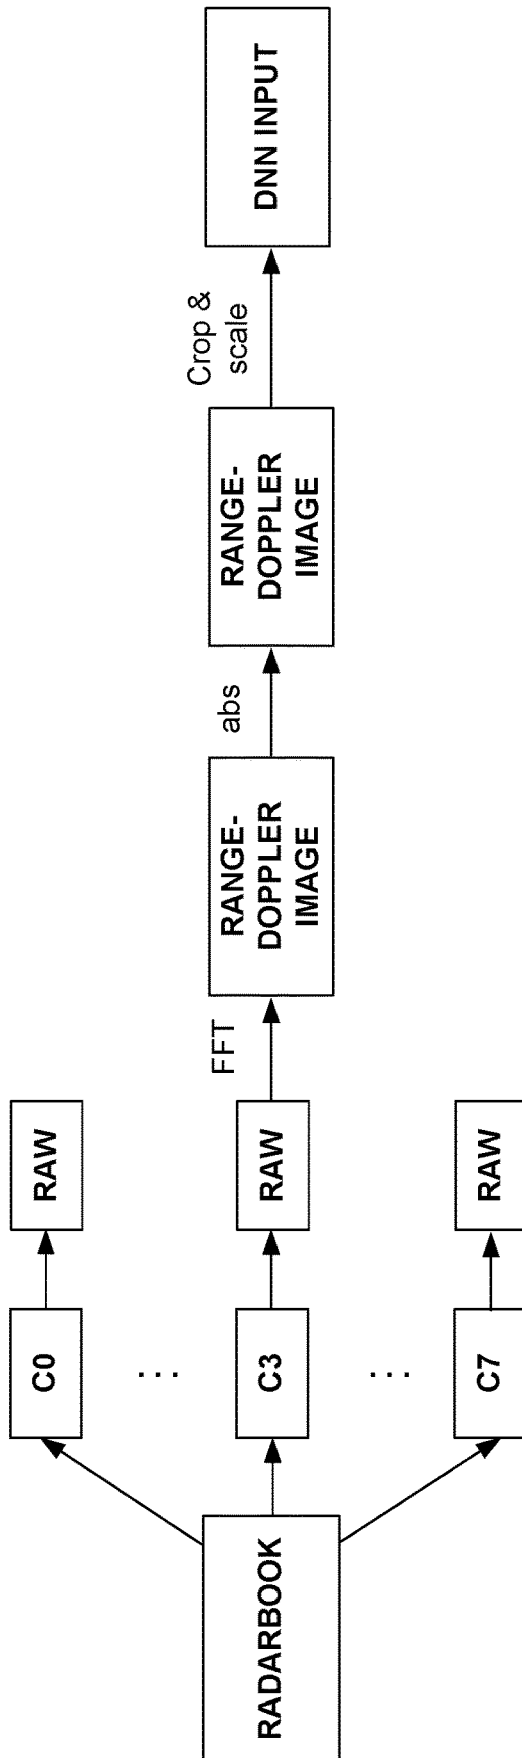 RADARBOOK
C0
RAW
. . .
C3
RAW
. . .
C7
RAW
FFT
RANGE-
DOPPLER
IMAGE
abs
RANGE-
DOPPLER
IMAGE
Crop &
scale
DNN INPUT